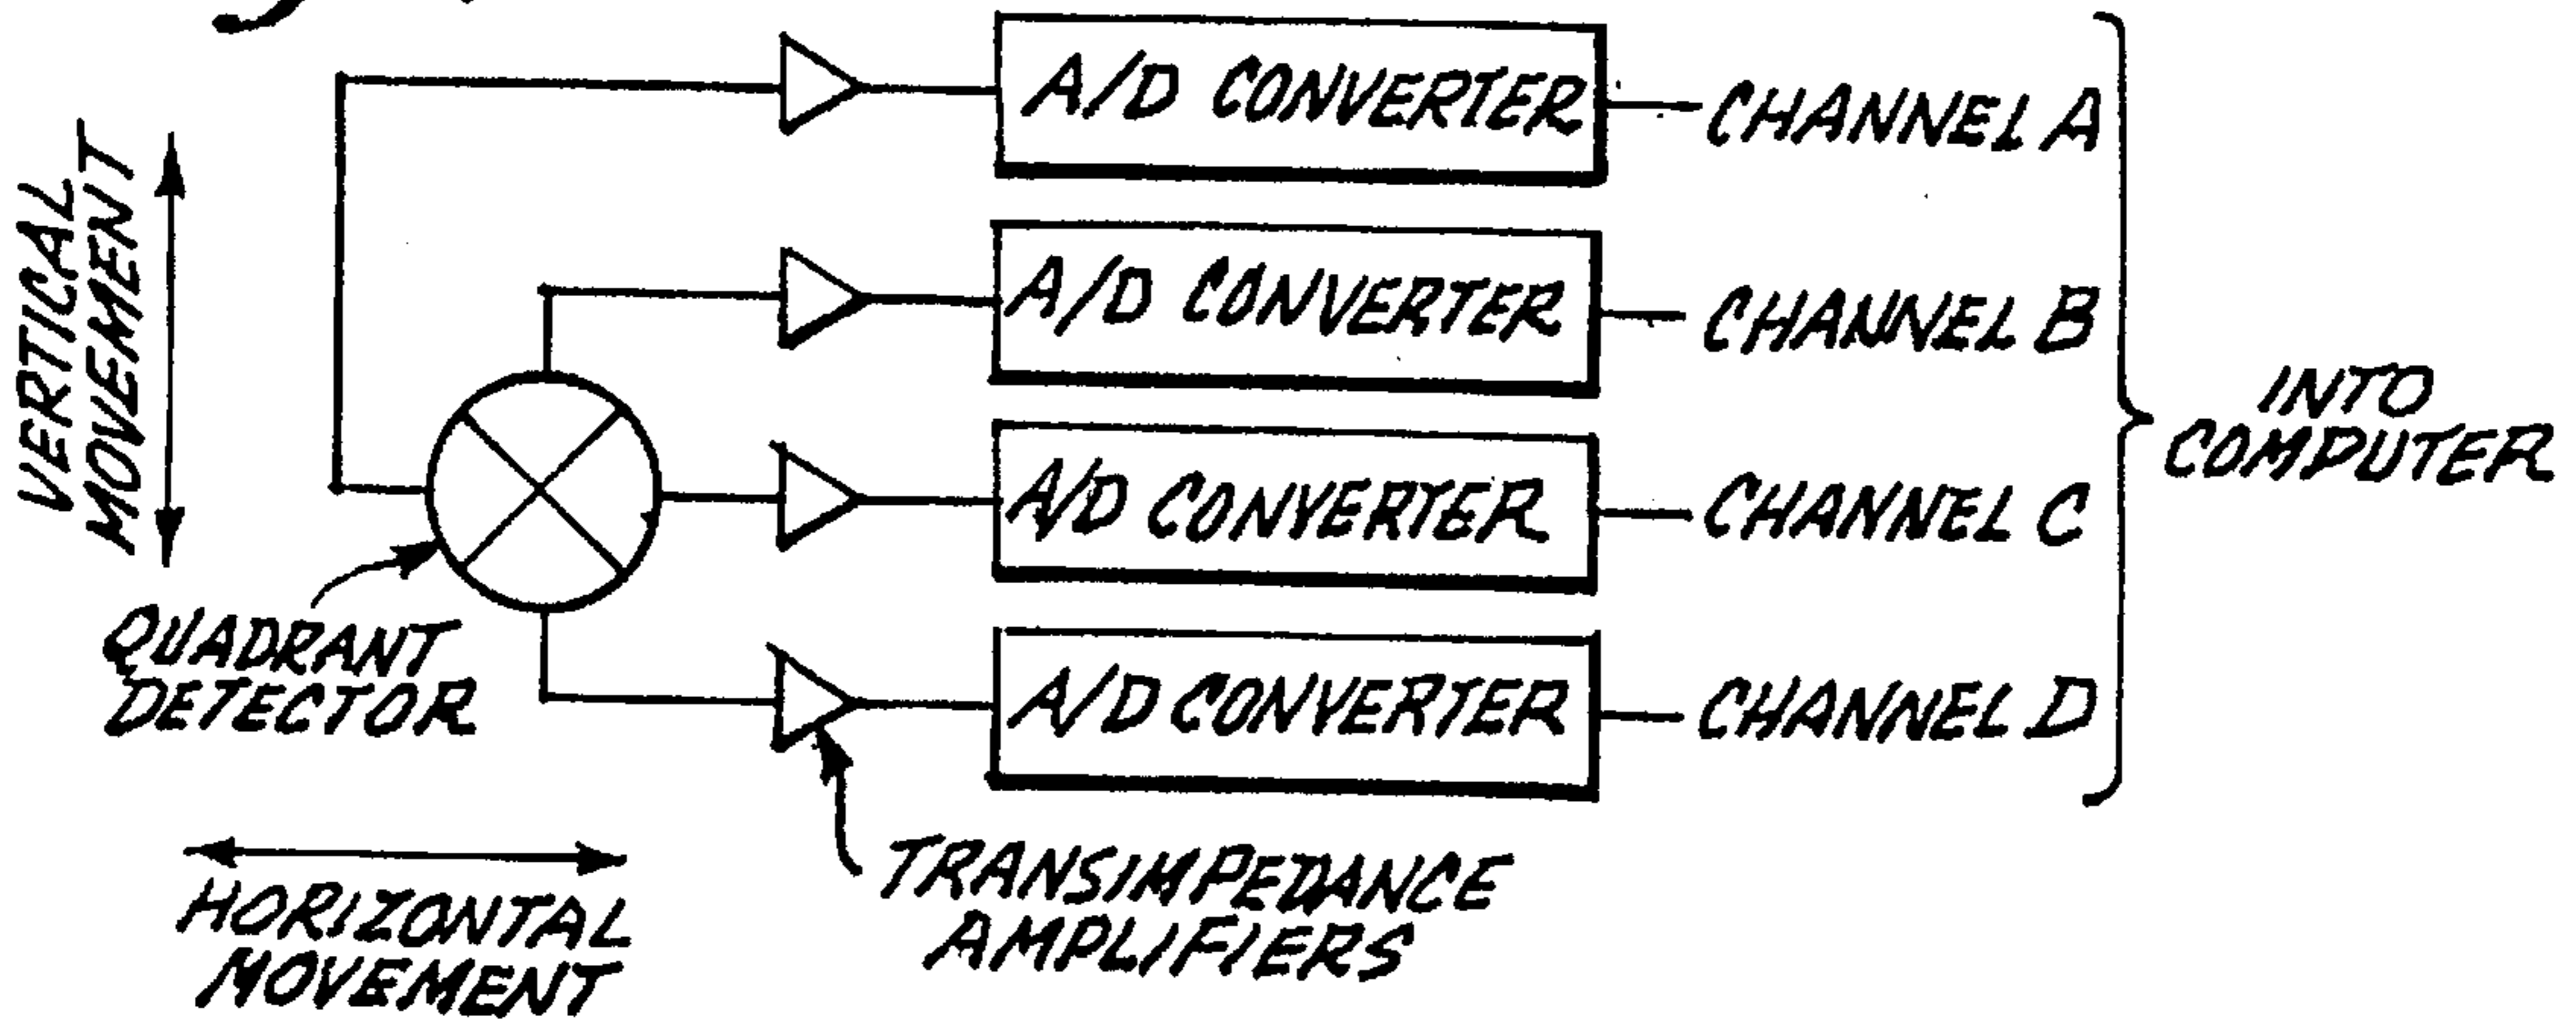 A/D CONVERTER
CHANNEL A
A/D CONVERTER
CHANNEL B
A/D CONVERTER
CHANNEL C
A/D CONVERTER
CHANNEL D
INTO
COMPUTER
VERTICAL
MOVEMENT
QUADRANT
DETECTOR
HORIZONTAL
MOVEMENT
TRANSIMPEDANCE
AMPLIFIERS